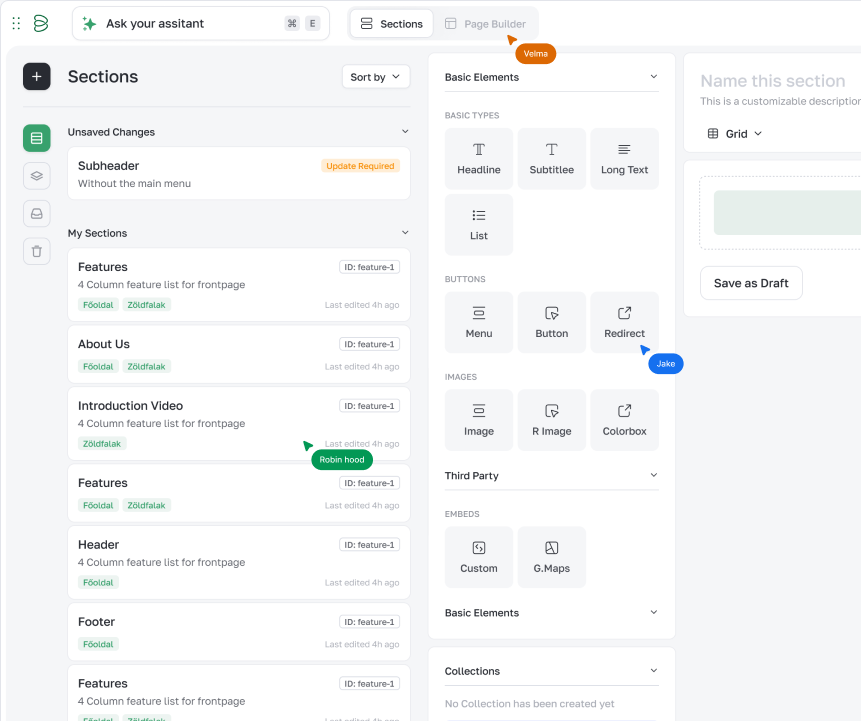 Ask your assitant
⌘ E
Sections
Page Builder
Velma
Sections
Sort by
Unsaved Changes
Subheader
Update Required
Without the main menu
My Sections
Features
ID: feature-1
4 Column feature list for frontpage
Főoldal Zöldfalak
Last edited 4h ago
About Us
ID: feature-1
Főoldal Zöldfalak
Last edited 4h ago
Introduction Video
ID: feature-1
4 Column feature list for frontpage
Zöldfalak
Last edited 4h ago
Robin hood
Features
ID: feature-1
Főoldal Zöldfalak
Last edited 4h ago
Header
ID: feature-1
4 Column feature list for frontpage
Főoldal
Last edited 4h ago
Footer
ID: feature-1
Főoldal
Last edited 4h ago
Features
ID: feature-1
4 Column feature list for frontpage
Főoldal Zöldfalak
Last edited 4h ago
Basic Elements
BASIC TYPES
Headline
Subtitlee
Long Text
List
BUTTONS
Menu
Button
Redirect
Jake
IMAGES
Image
R Image
Colorbox
Third Party
EMBEDS
Custom
G.Maps
Basic Elements
Collections
No Collection has been created yet
Name this section
This is a customizable description
Grid
Save as Draft